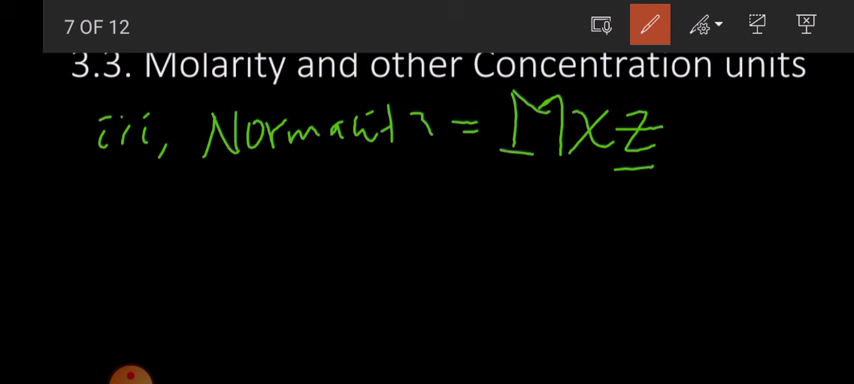 7 OF 12
3.3. Molarity and other Concentration units
iii, Normality = M x z